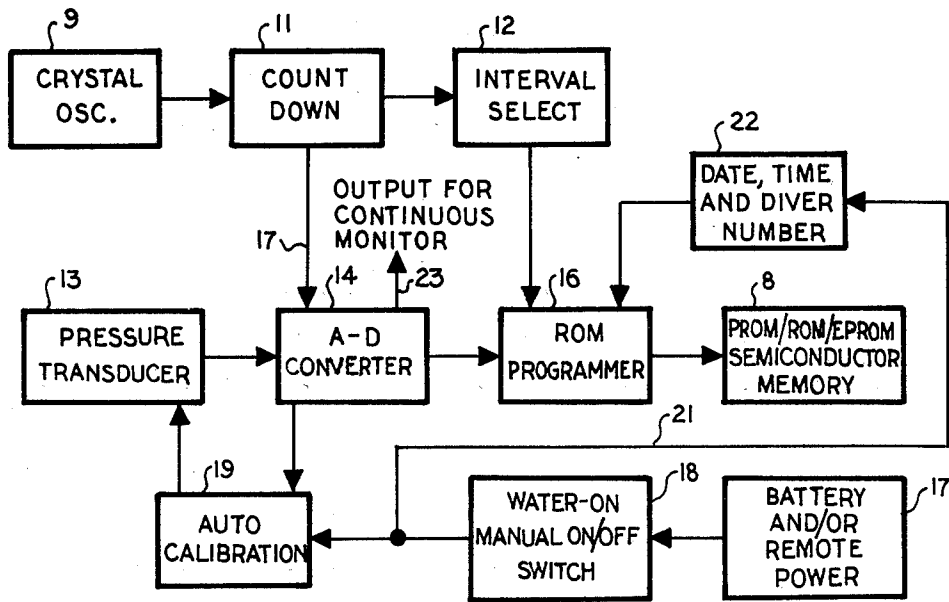 9
CRYSTAL
OSC.
11
COUNT
DOWN
12
INTERVAL
SELECT
22
DATE, TIME
AND DIVER
NUMBER
OUTPUT FOR
CONTINUOUS
MONITOR
17
23
13
PRESSURE
TRANSDUCER
14
A-D
CONVERTER
16
ROM
PROGRAMMER
8
PROM/ROM/EPROM
SEMICONDUCTOR
MEMORY
21
19
AUTO
CALIBRATION
18
WATER-ON
MANUAL ON/OFF
SWITCH
17
BATTERY
AND/OR
REMOTE
POWER